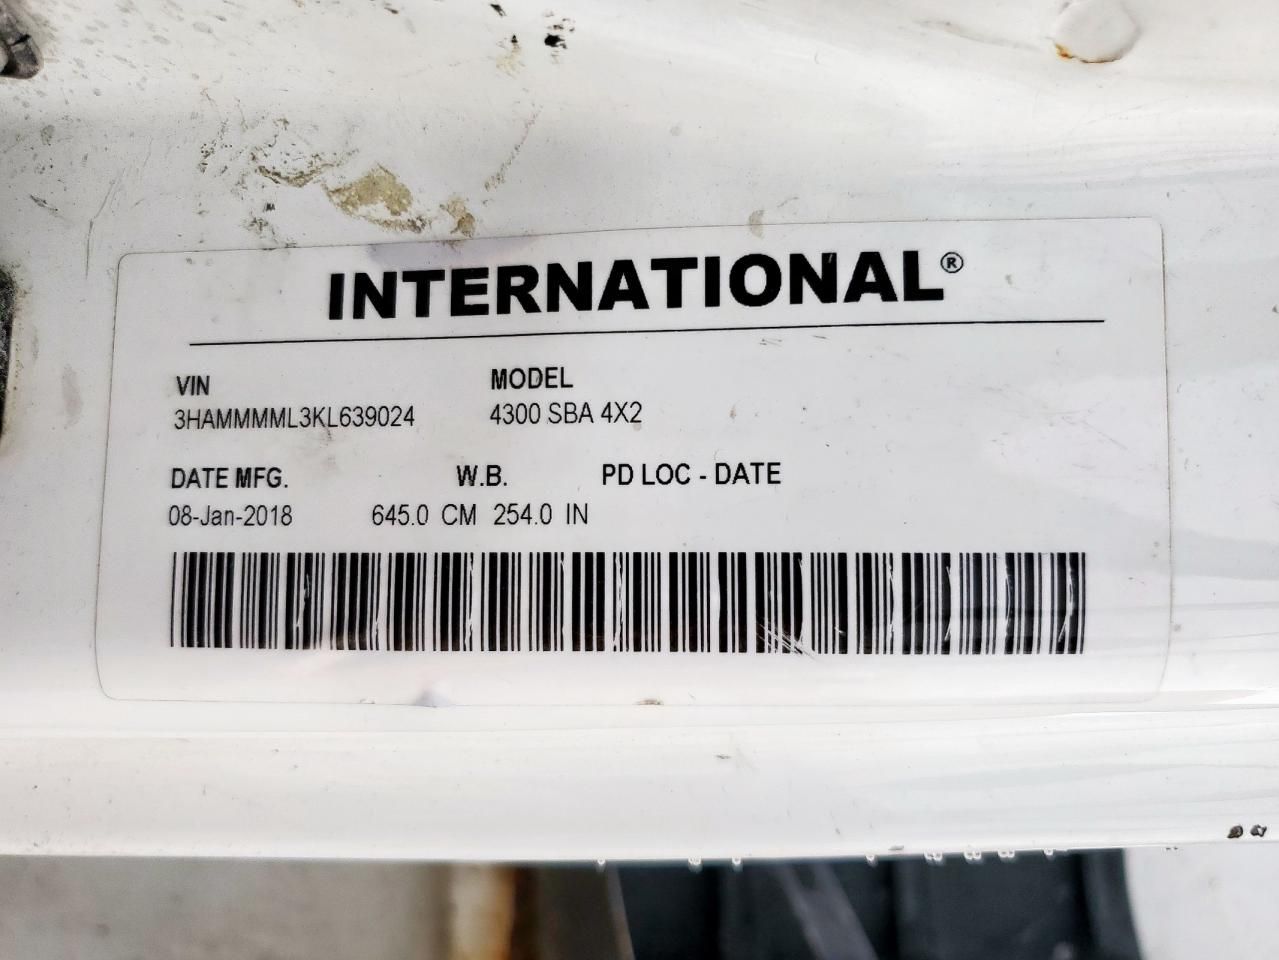 INTERNATIONAL®
VIN MODEL
3HAMMMML3KL639024 4300 SBA 4X2
DATE MFG. W.B. PD LOC - DATE
08-Jan-2018 645.0 CM 254.0 IN